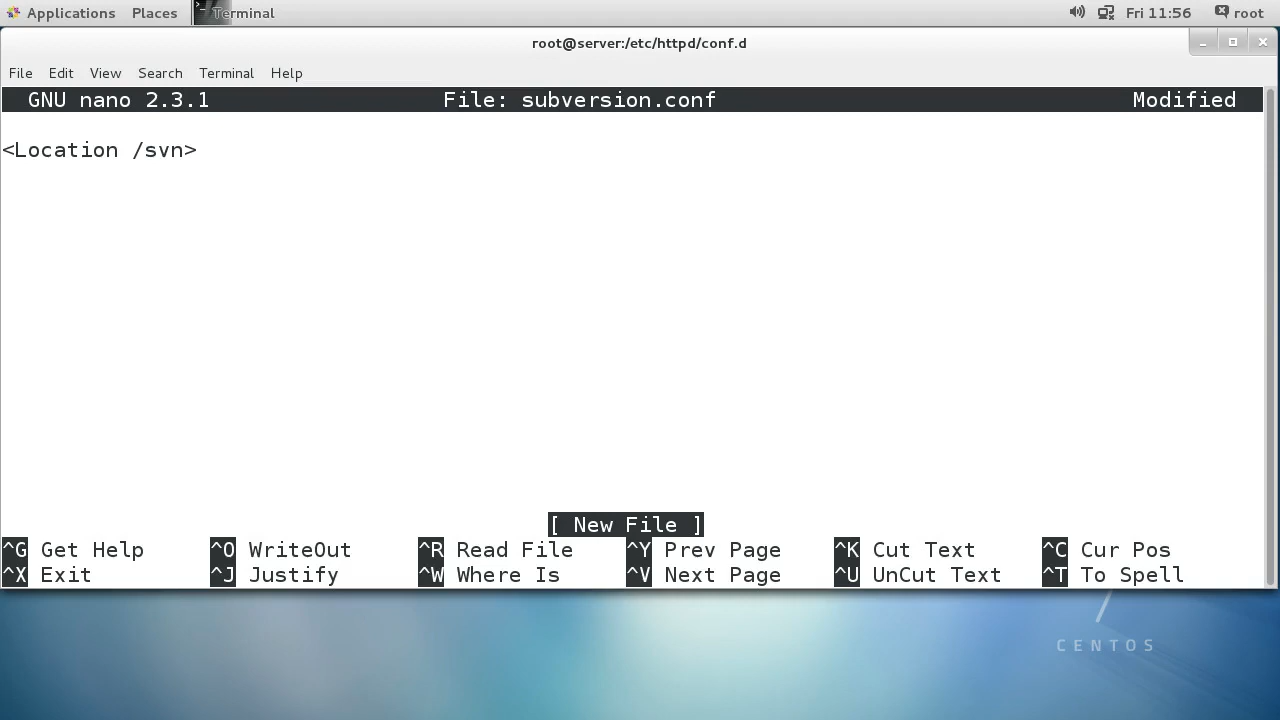 Applications Places Terminal Fri 11:56 root
root@server:/etc/httpd/conf.d
File Edit View Search Terminal Help
GNU nano 2.3.1 File: subversion.conf Modified
<Location /svn>
[ New File ]
^G Get Help ^O WriteOut ^R Read File ^Y Prev Page ^K Cut Text ^C Cur Pos
^X Exit ^J Justify ^W Where Is ^V Next Page ^U UnCut Text ^T To Spell
7
CENTOS